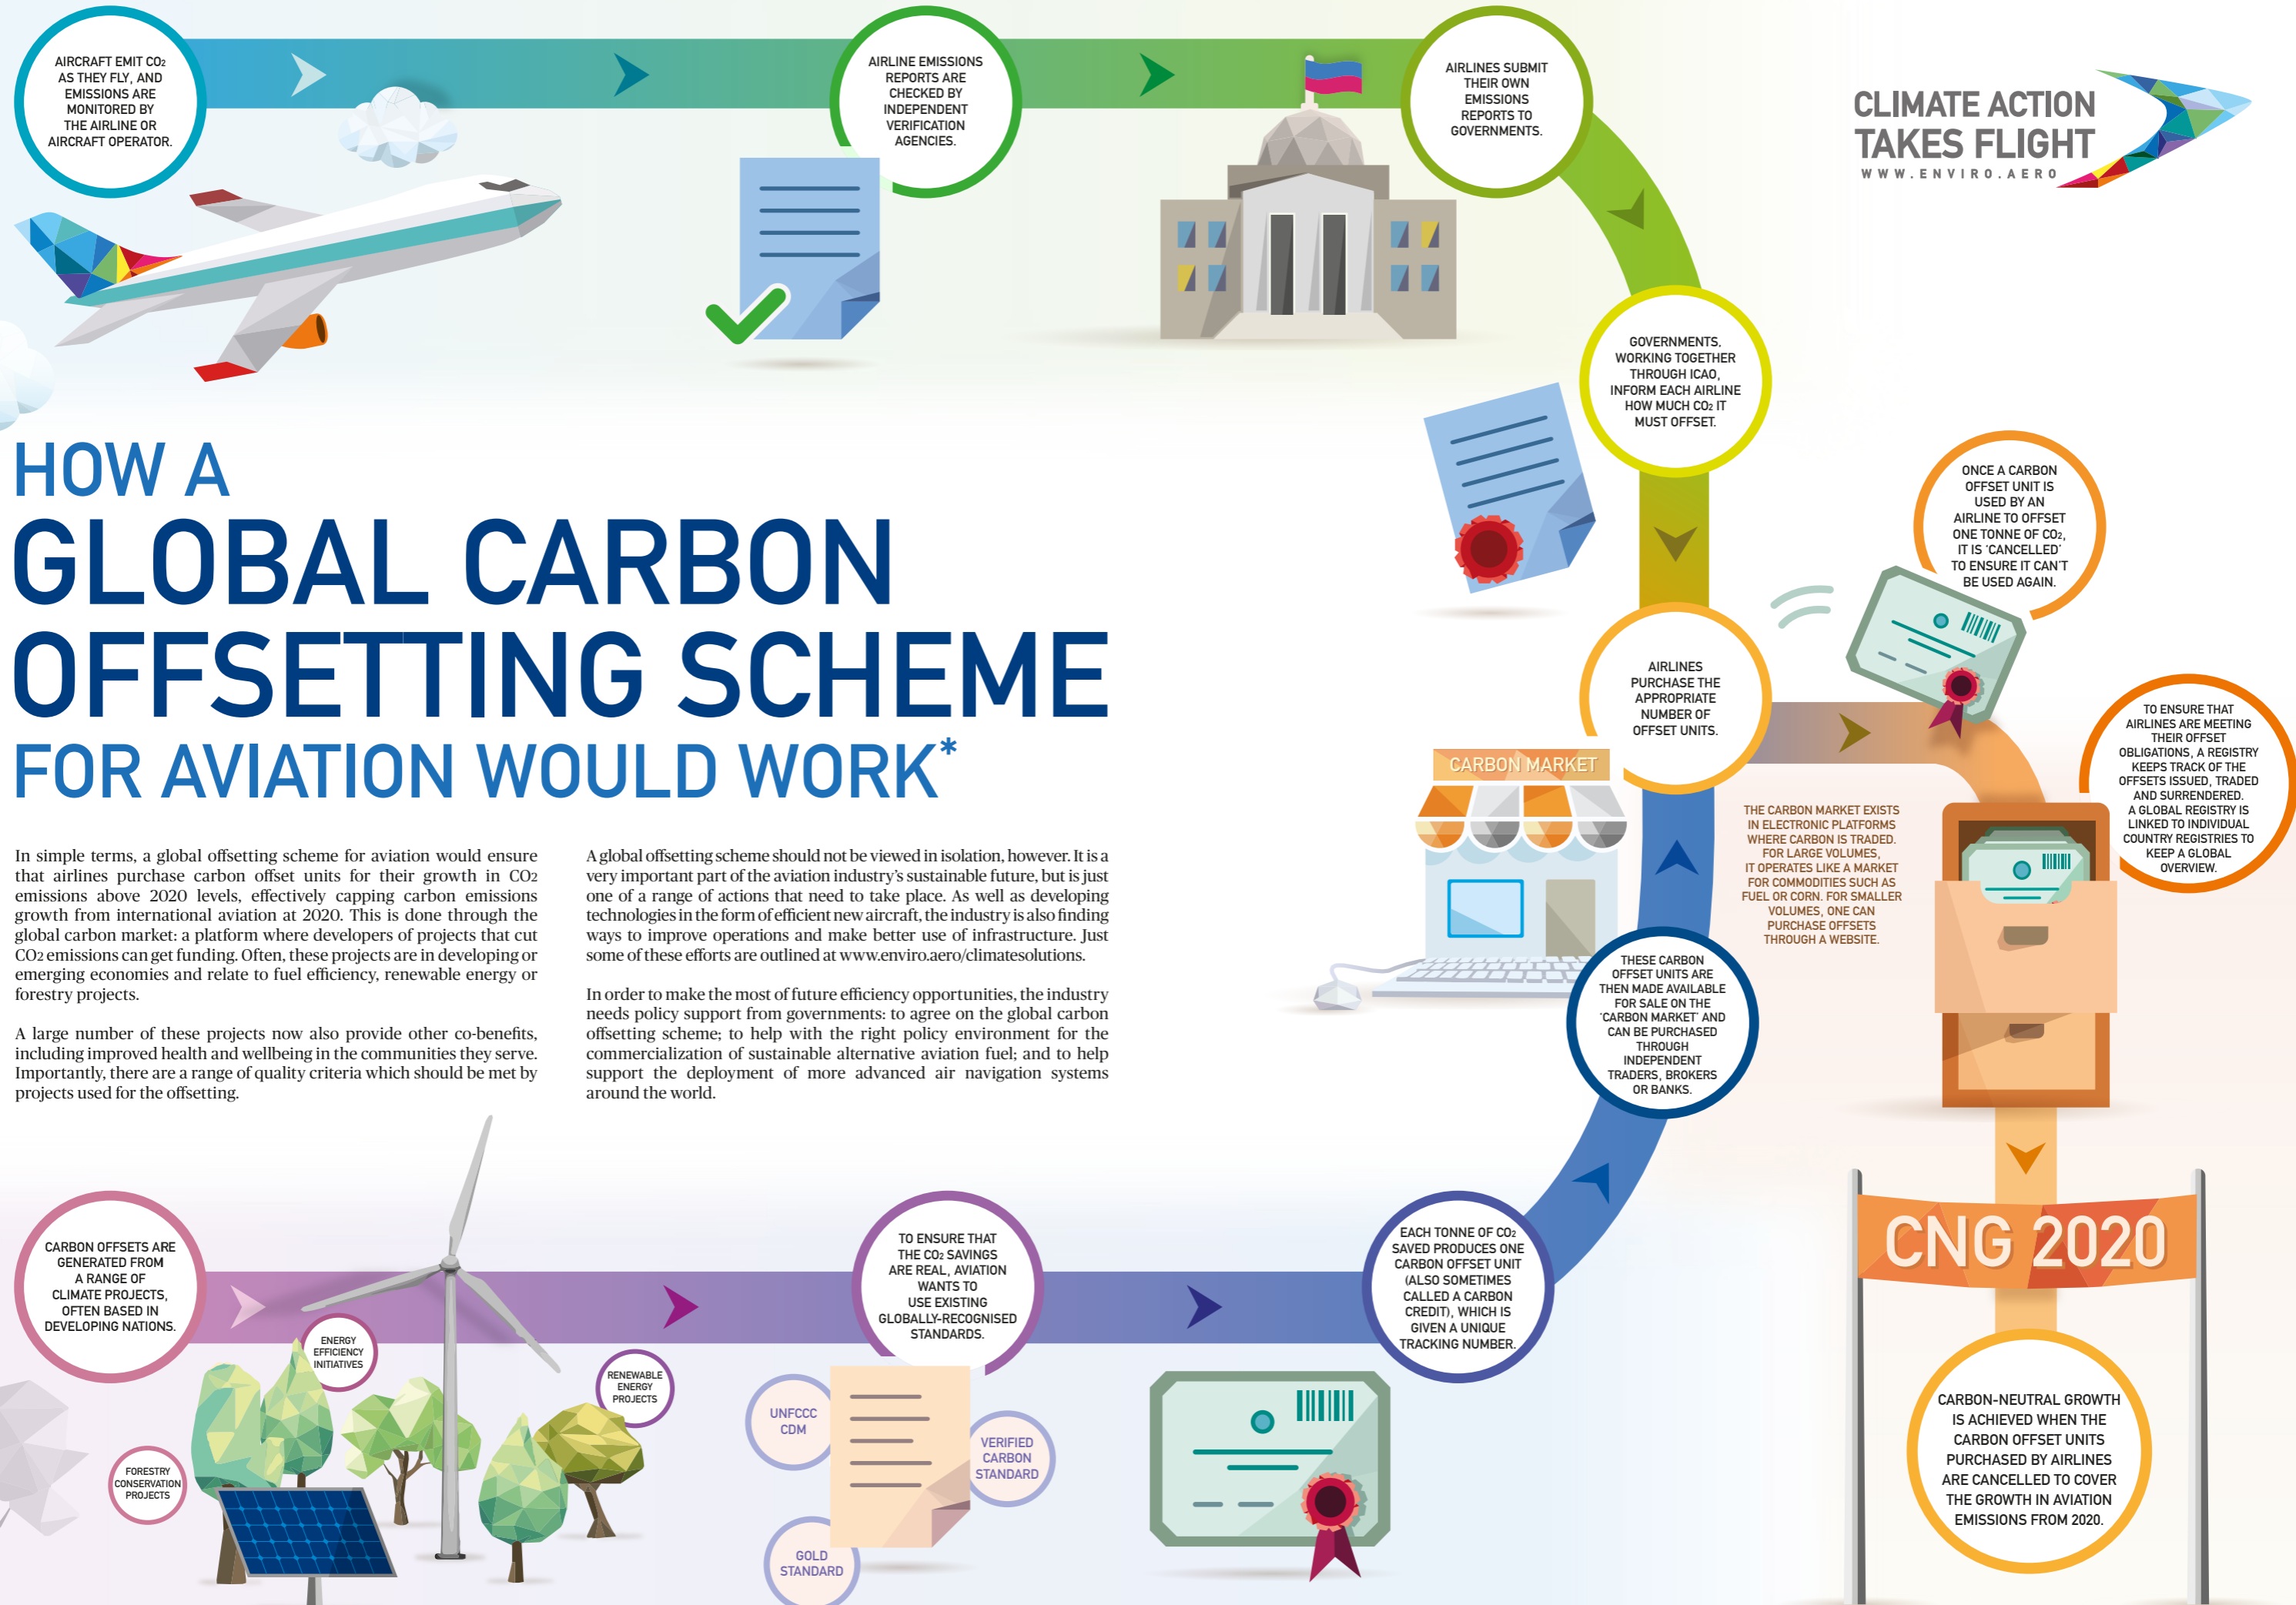 AIRCRAFT EMIT CO2
AS THEY FLY, AND
EMISSIONS ARE
MONITORED BY
THE AIRLINE OR
AIRCRAFT OPERATOR.
AIRLINE EMISSIONS
REPORTS ARE
CHECKED BY
INDEPENDENT
VERIFICATION
AGENCIES.
AIRLINES SUBMIT
THEIR OWN
EMISSIONS
REPORTS TO
GOVERNMENTS.
CLIMATE ACTION
TAKES FLIGHT
WWW.ENVIRO.AERO
GOVERNMENTS,
WORKING TOGETHER
THROUGH ICAO,
INFORM EACH AIRLINE
HOW MUCH CO2 IT
MUST OFFSET.
HOW A
GLOBAL CARBON
OFFSETTING SCHEME
FOR AVIATION WOULD WORK*
In simple terms, a global offsetting scheme for aviation would ensure
that airlines purchase carbon offset units for their growth in CO2
emissions above 2020 levels, effectively capping carbon emissions
growth from international aviation at 2020. This is done through the
global carbon market: a platform where developers of projects that cut
CO2 emissions can get funding. Often, these projects are in developing or
emerging economies and relate to fuel efficiency, renewable energy or
forestry projects.
A large number of these projects now also provide other co-benefits,
including improved health and wellbeing in the communities they serve.
Importantly, there are a range of quality criteria which should be met by
projects used for the offsetting.
A global offsetting scheme should not be viewed in isolation, however. It is a
very important part of the aviation industry's sustainable future, but is just
one of a range of actions that need to take place. As well as developing
technologies in the form of efficient new aircraft, the industry is also finding
ways to improve operations and make better use of infrastructure. Just
some of these efforts are outlined at www.enviro.aero/climatesolutions.
In order to make the most of future efficiency opportunities, the industry
needs policy support from governments: to agree on the global carbon
offsetting scheme; to help with the right policy environment for the
commercialization of sustainable alternative aviation fuel; and to help
support the deployment of more advanced air navigation systems
around the world.
AIRLINES
PURCHASE THE
APPROPRIATE
NUMBER OF
OFFSET UNITS.
CARBON MARKET
THE CARBON MARKET EXISTS
IN ELECTRONIC PLATFORMS
WHERE CARBON IS TRADED.
FOR LARGE VOLUMES,
IT OPERATES LIKE A MARKET
FOR COMMODITIES SUCH AS
FUEL OR CORN. FOR SMALLER
VOLUMES, ONE CAN
PURCHASE OFFSETS
THROUGH A WEBSITE.
ONCE A CARBON
OFFSET UNIT IS
USED BY AN
AIRLINE TO OFFSET
ONE TONNE OF CO2,
IT IS 'CANCELLED'
TO ENSURE IT CAN'T
BE USED AGAIN.
TO ENSURE THAT
AIRLINES ARE MEETING
THEIR OFFSET
OBLIGATIONS, A REGISTRY
KEEPS TRACK OF THE
OFFSETS ISSUED, TRADED
AND SURRENDERED.
A GLOBAL REGISTRY IS
LINKED TO INDIVIDUAL
COUNTRY REGISTRIES TO
KEEP A GLOBAL
OVERVIEW.
THESE CARBON
OFFSET UNITS ARE
THEN MADE AVAILABLE
FOR SALE ON THE
'CARBON MARKET' AND
CAN BE PURCHASED
THROUGH
INDEPENDENT
TRADERS, BROKERS
OR BANKS.
CARBON OFFSETS ARE
GENERATED FROM
A RANGE OF
CLIMATE PROJECTS,
OFTEN BASED IN
DEVELOPING NATIONS.
ENERGY
EFFICIENCY
INITIATIVES
RENEWABLE
ENERGY
PROJECTS
FORESTRY
CONSERVATION
PROJECTS
TO ENSURE THAT
THE CO2 SAVINGS
ARE REAL, AVIATION
WANTS TO
USE EXISTING
GLOBALLY-RECOGNISED
STANDARDS.
UNFCCC
CDM
VERIFIED
CARBON
STANDARD
GOLD
STANDARD
EACH TONNE OF CO2
SAVED PRODUCES ONE
CARBON OFFSET UNIT
(ALSO SOMETIMES
CALLED A CARBON
CREDIT), WHICH IS
GIVEN A UNIQUE
TRACKING NUMBER.
CNG 2020
CARBON-NEUTRAL GROWTH
IS ACHIEVED WHEN THE
CARBON OFFSET UNITS
PURCHASED BY AIRLINES
ARE CANCELLED TO COVER
THE GROWTH IN AVIATION
EMISSIONS FROM 2020.